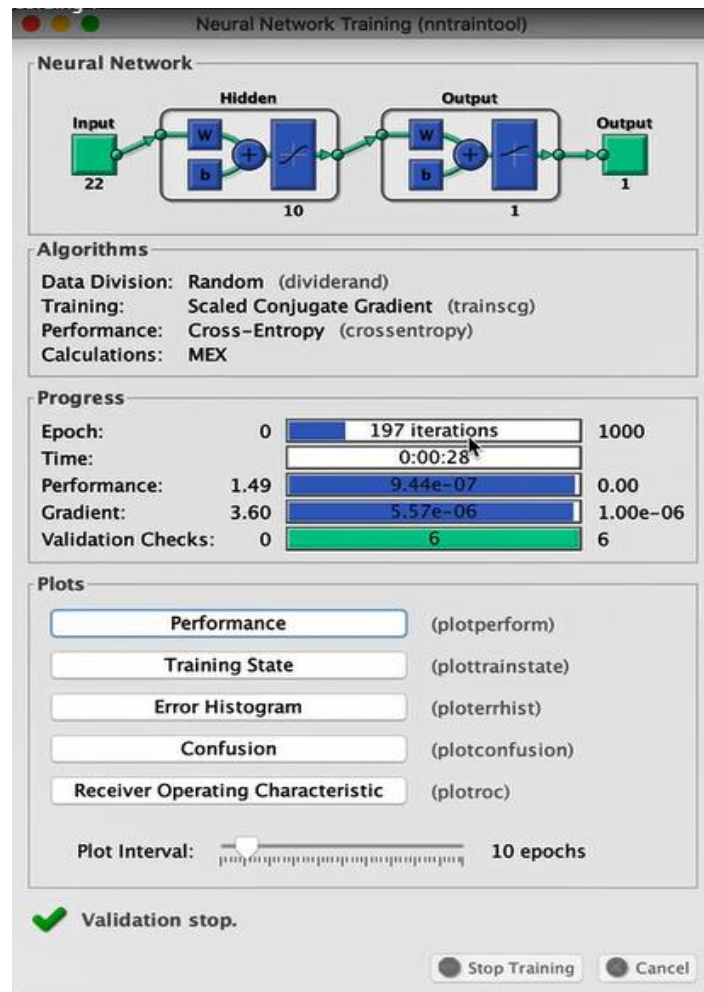 Neural Network Training (nntraintool)
Neural Network
Hidden
Output
Input
Output
W
W
b
b
22
10
1
1
Algorithms
Data Division: Random (dividerand)
Training: Scaled Conjugate Gradient (trainscg)
Performance: Cross-Entropy (crossentropy)
Calculations: MEX
Progress
Epoch: 0 197 iterations 1000
Time: 0:00:28
Performance: 1.49 9.44e-07 0.00
Gradient: 3.60 5.57e-06 1.00e-06
Validation Checks: 0 6 6
Plots
Performance (plotperform)
Training State (plottrainstate)
Error Histogram (ploterrhist)
Confusion (plotconfusion)
Receiver Operating Characteristic (plotroc)
Plot Interval: 10 epochs
Validation stop.
Stop Training Cancel